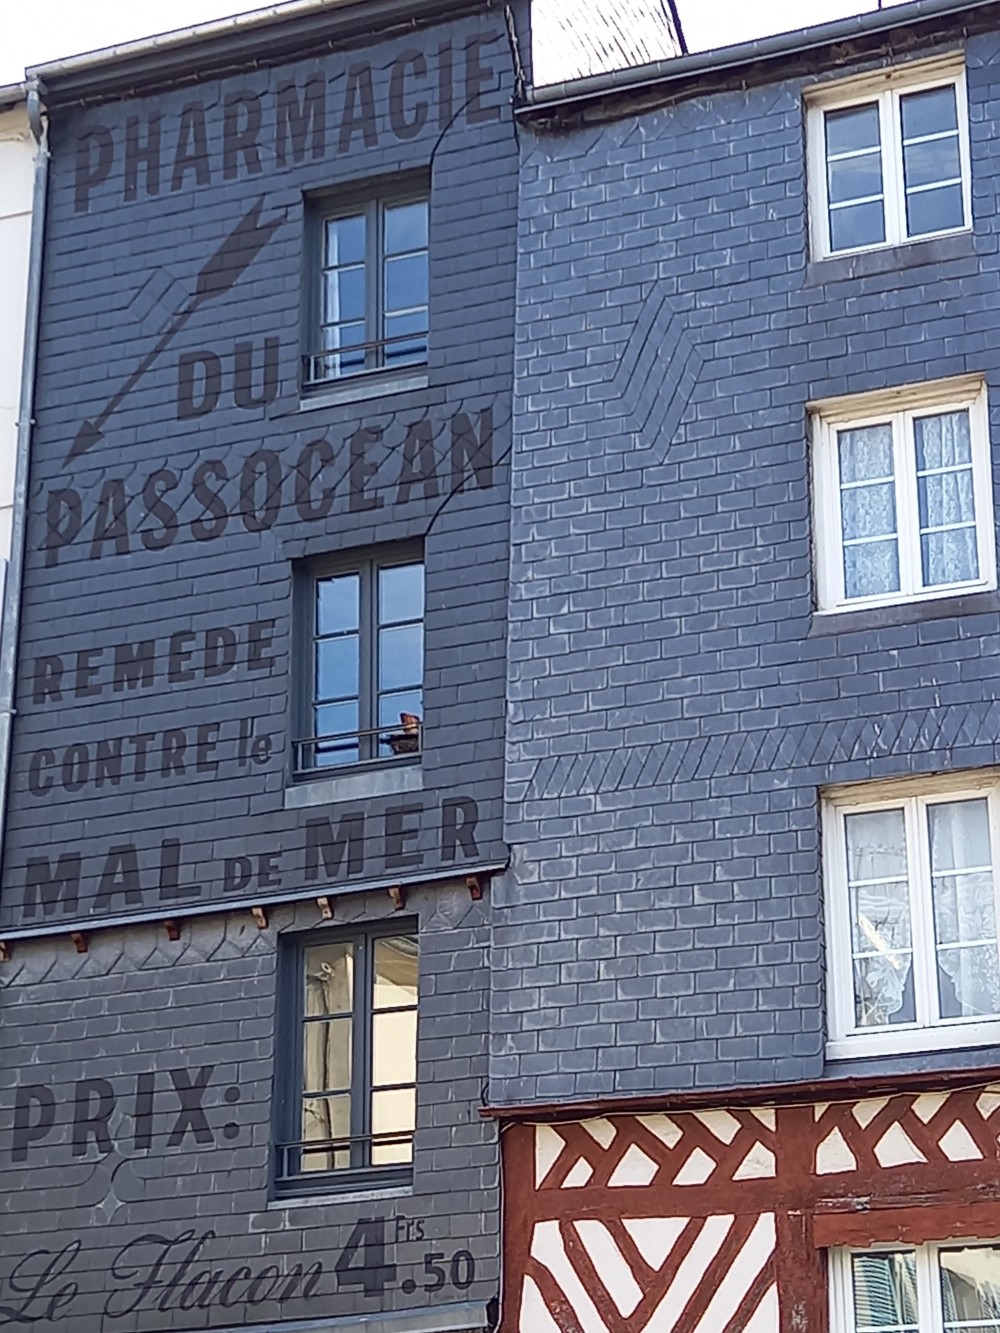 PHARMACIE
DU
PASSOCEAN
REMEDE
CONTRE le
MAL DE MER
PRIX:
Le Flacon 4 Frs .50